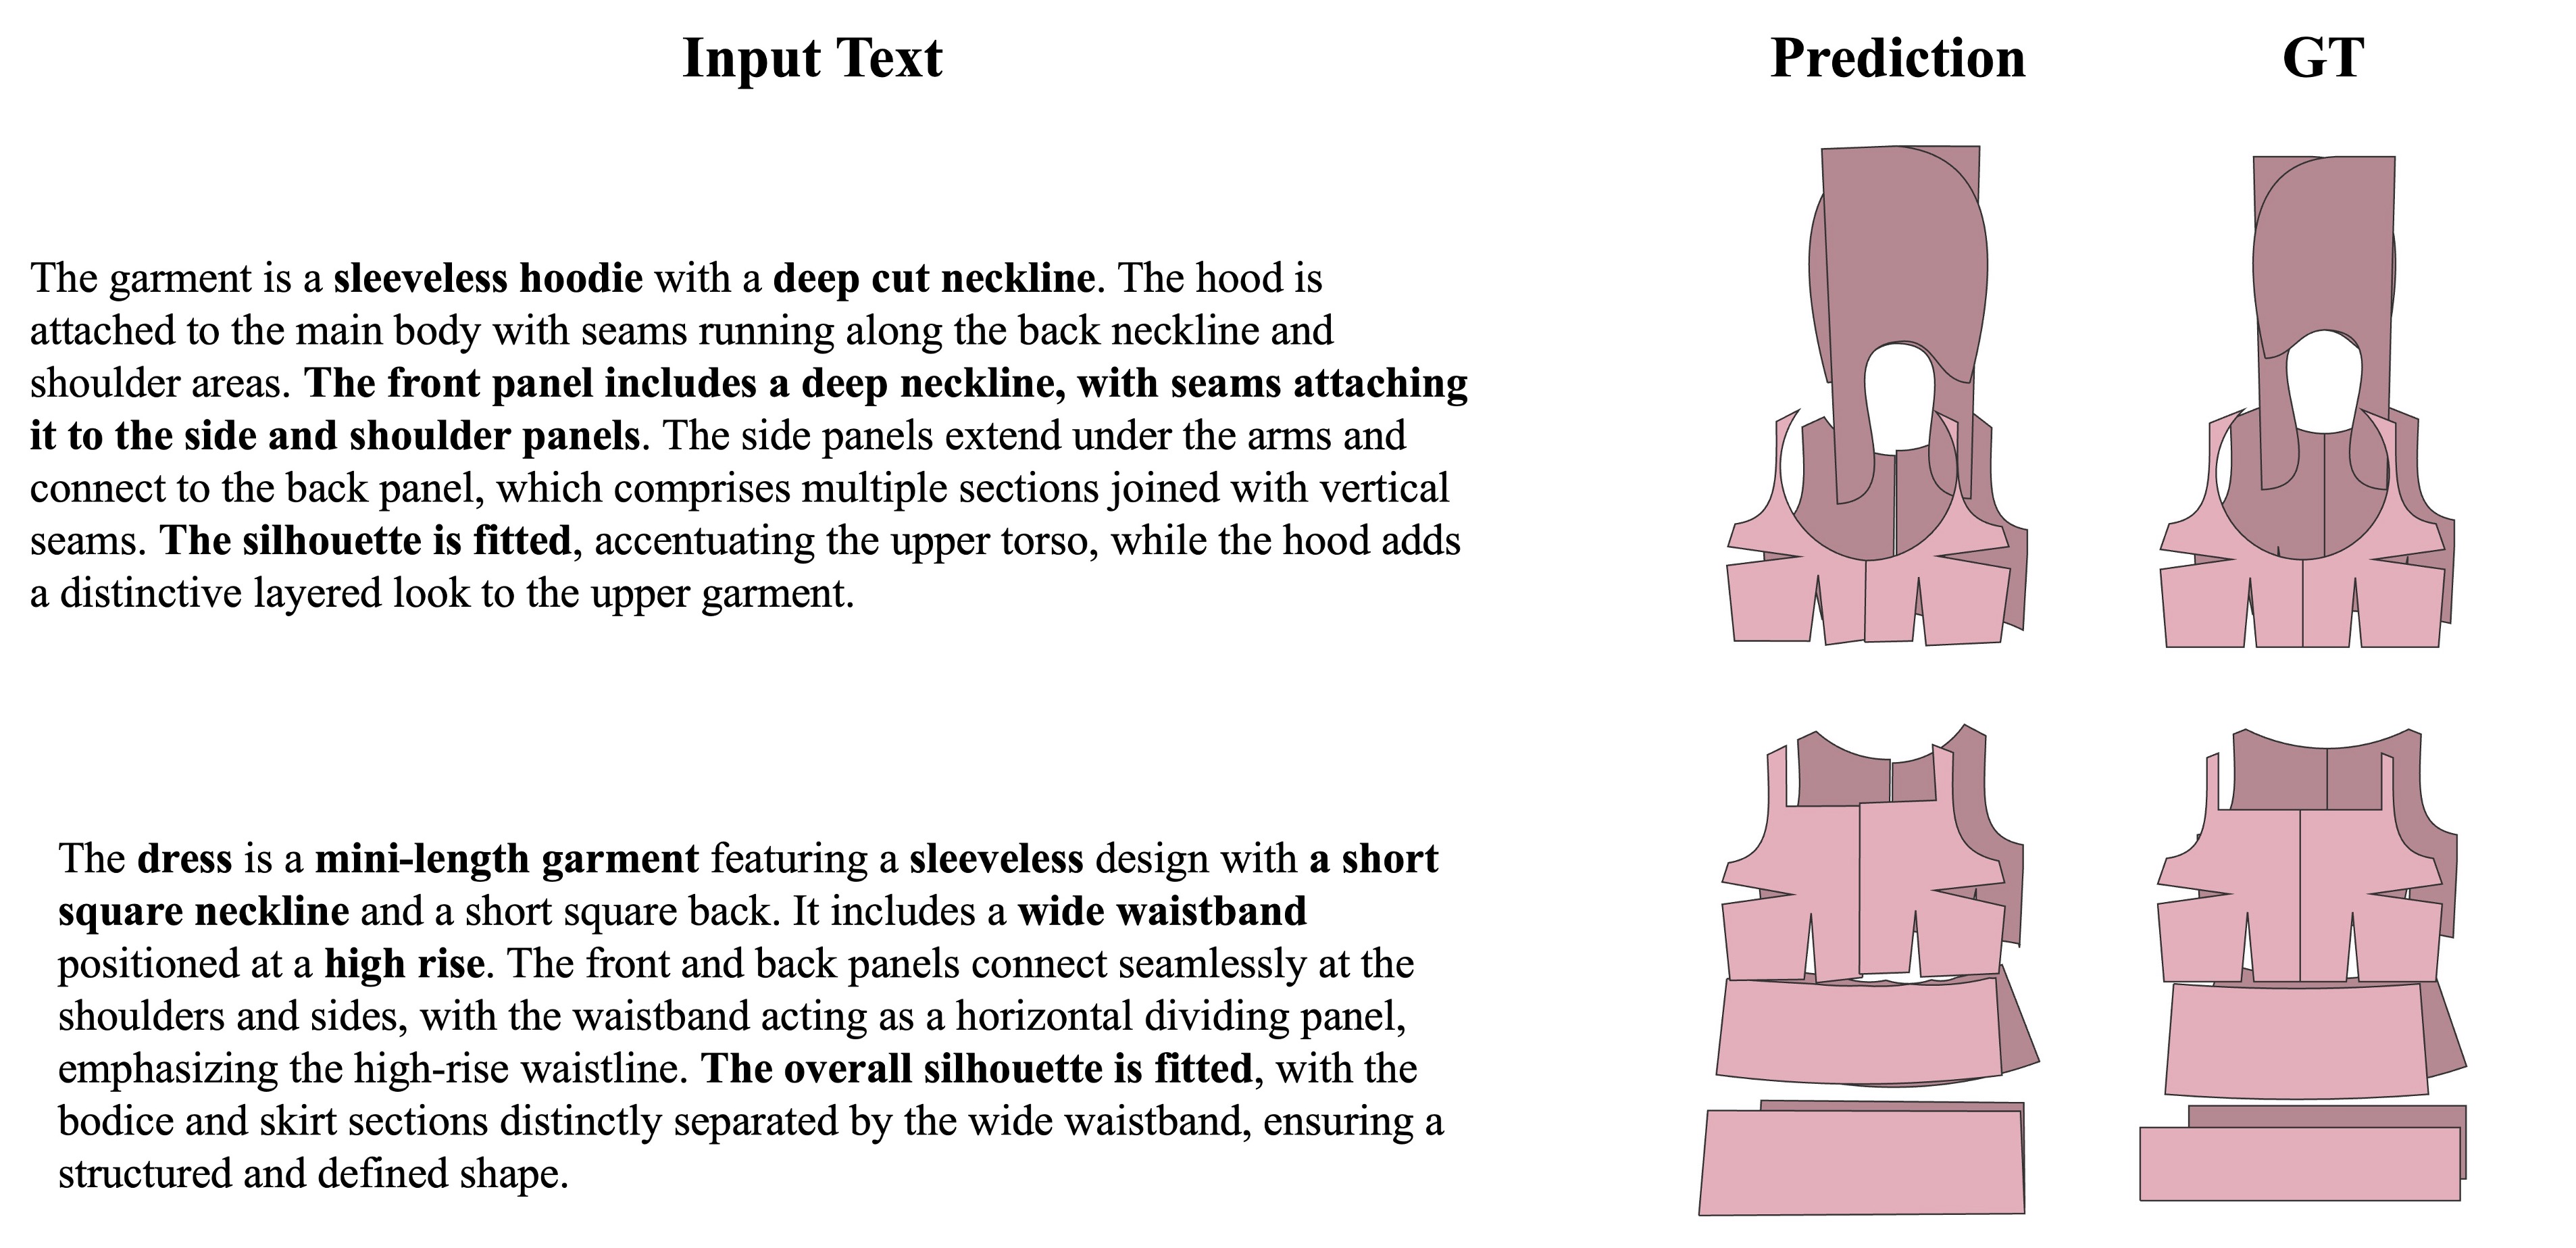 Input Text
Prediction
GT
The garment is a sleeveless hoodie with a deep cut neckline. The hood is
attached to the main body with seams running along the back neckline and
shoulder areas. The front panel includes a deep neckline, with seams attaching
it to the side and shoulder panels. The side panels extend under the arms and
connect to the back panel, which comprises multiple sections joined with vertical
seams. The silhouette is fitted, accentuating the upper torso, while the hood adds
a distinctive layered look to the upper garment.
The dress is a mini-length garment featuring a sleeveless design with a short
square neckline and a short square back. It includes a wide waistband
positioned at a high rise. The front and back panels connect seamlessly at the
shoulders and sides, with the waistband acting as a horizontal dividing panel,
emphasizing the high-rise waistline. The overall silhouette is fitted, with the
bodice and skirt sections distinctly separated by the wide waistband, ensuring a
structured and defined shape.